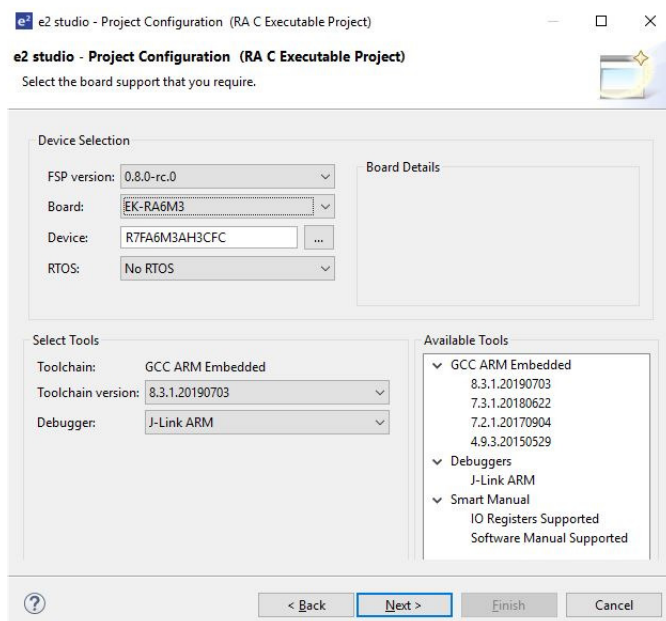 e2 e2 studio - Project Configuration (RA C Executable Project)
e2 studio - Project Configuration (RA C Executable Project)
Select the board support that you require.
Device Selection
FSP version: 0.8.0-rc.0
Board: EK-RA6M3
Device: R7FA6M3AH3CFC ...
RTOS: No RTOS
Board Details
Select Tools
Toolchain: GCC ARM Embedded
Toolchain version: 8.3.1.20190703
Debugger: J-Link ARM
Available Tools
GCC ARM Embedded
8.3.1.20190703
7.3.1.20180622
7.2.1.20170904
4.9.3.20150529
Debuggers
J-Link ARM
Smart Manual
IO Registers Supported
Software Manual Supported
? < Back Next > Finish Cancel